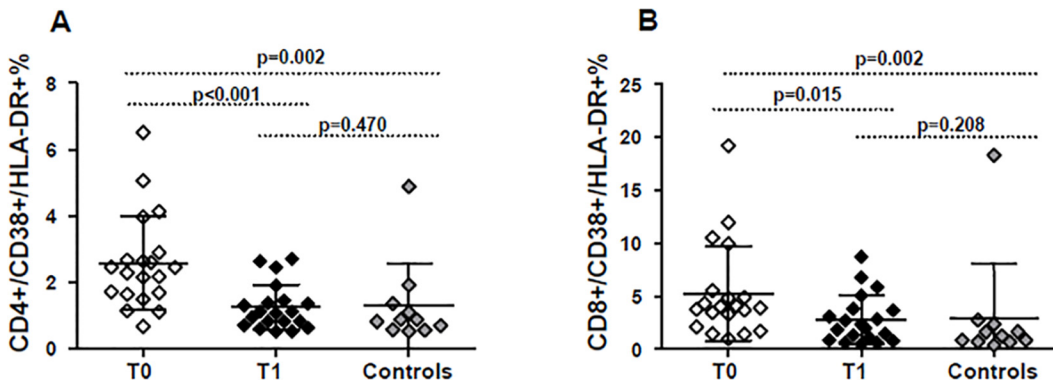 A
CD4+/CD38+/HLA-DR+%
p=0.002
p<0.001
p=0.470
8
6
4
2
0
T0
T1
Controls
B
CD8+/CD38+/HLA-DR+%
p=0.002
p=0.015
p=0.208
25
20
15
10
5
0
T0
T1
Controls